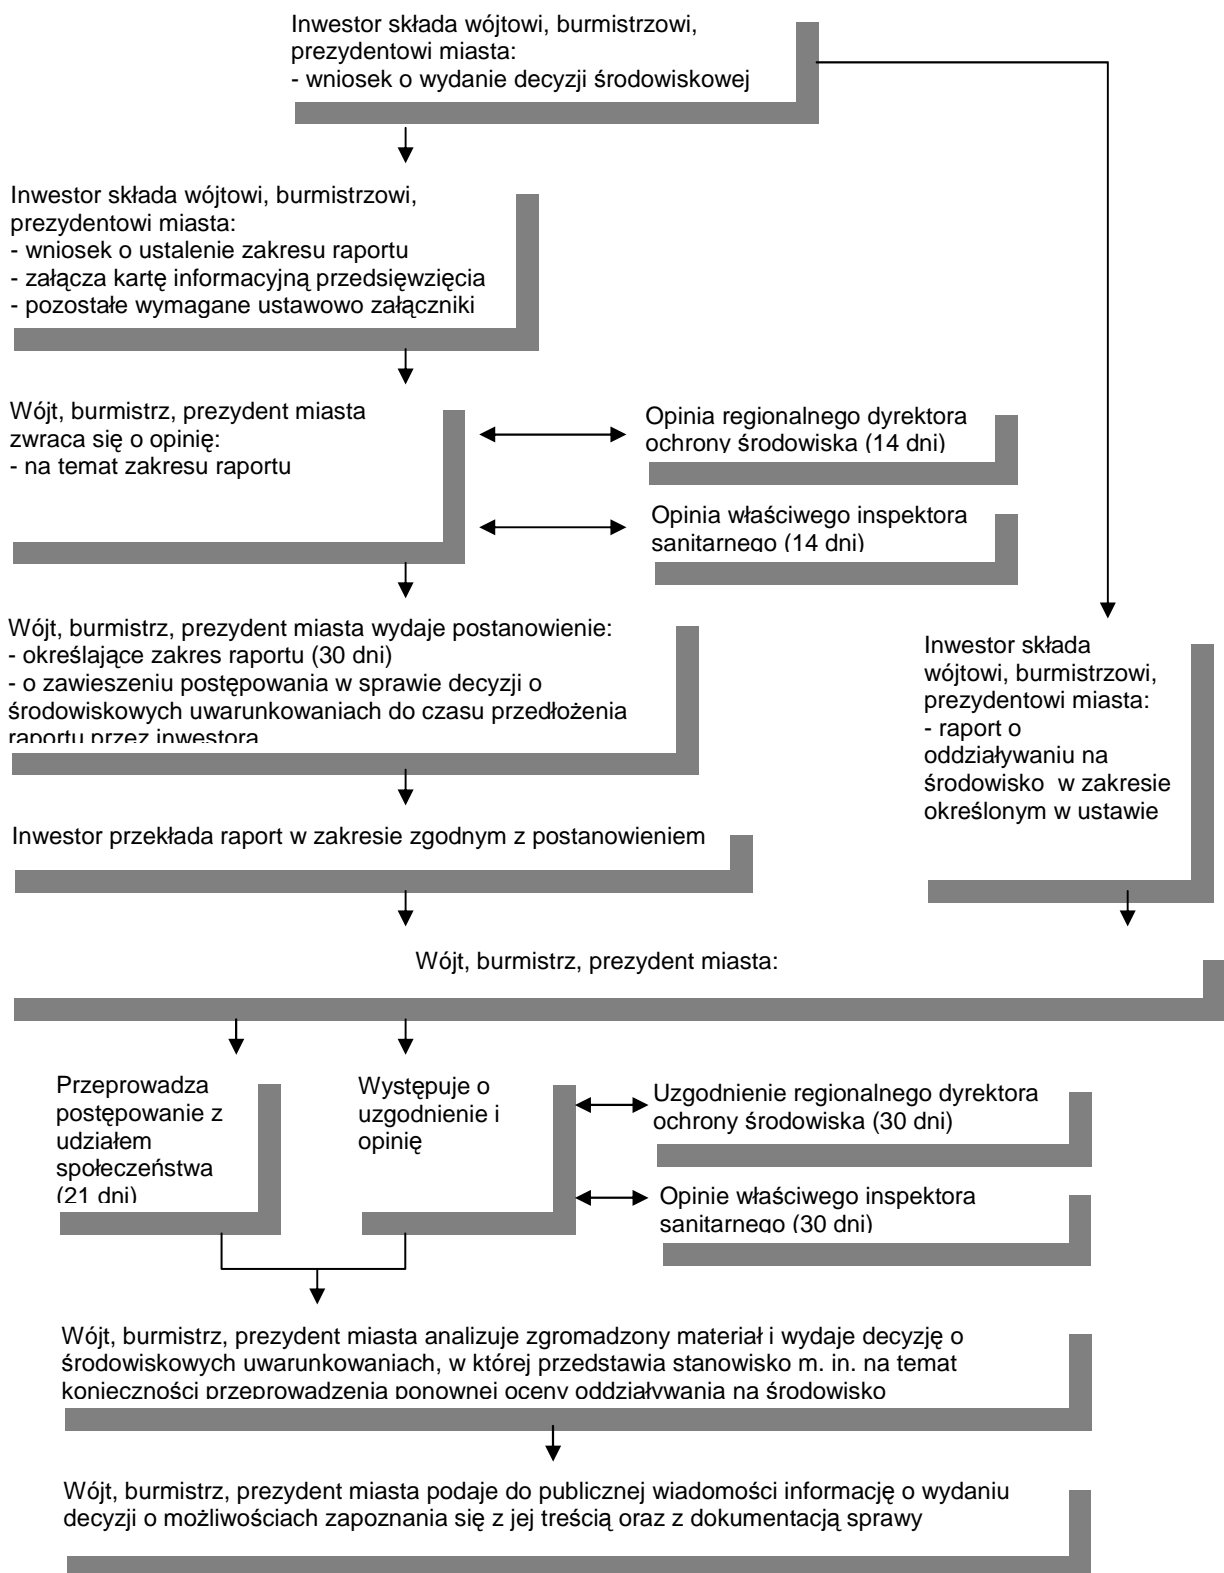 Inwestor składa wójtowi, burmistrzowi,
prezydentowi miasta:
- wniosek o wydanie decyzji środowiskowej
Inwestor składa wójtowi, burmistrzowi,
prezydentowi miasta:
- wniosek o ustalenie zakresu raportu
- załącza kartę informacyjną przedsięwzięcia
- pozostałe wymagane ustawowo załączniki
Wójt, burmistrz, prezydent miasta
zwraca się o opinię:
- na temat zakresu raportu
Opinia regionalnego dyrektora
ochrony środowiska (14 dni)
Opinia właściwego inspektora
sanitarnego (14 dni)
Wójt, burmistrz, prezydent miasta wydaje postanowienie:
- określające zakres raportu (30 dni)
- o zawieszeniu postępowania w sprawie decyzji o
środowiskowych uwarunkowaniach do czasu przedłożenia
raportu przez inwestora
Inwestor składa
wójtowi, burmistrzowi,
prezydentowi miasta:
- raport o
oddziaływaniu na
środowisko w zakresie
określonym w ustawie
Inwestor przekłada raport w zakresie zgodnym z postanowieniem
Wójt, burmistrz, prezydent miasta:
Przeprowadza
postępowanie z
udziałem
społeczeństwa
(21 dni)
Występuje o
uzgodnienie i
opinię
Uzgodnienie regionalnego dyrektora
ochrony środowiska (30 dni)
Opinie właściwego inspektora
sanitarnego (30 dni)
Wójt, burmistrz, prezydent miasta analizuje zgromadzony materiał i wydaje decyzję o
środowiskowych uwarunkowaniach, w której przedstawia stanowisko m. in. na temat
konieczności przeprowadzenia ponownej oceny oddziaływania na środowisko
Wójt, burmistrz, prezydent miasta podaje do publicznej wiadomości informację o wydaniu
decyzji o możliwościach zapoznania się z jej treścią oraz z dokumentacją sprawy